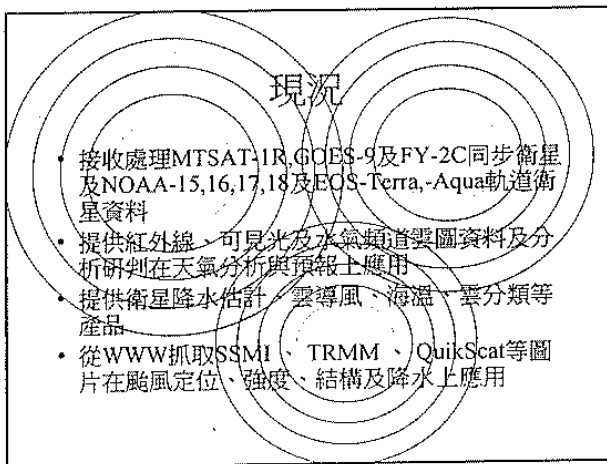 現況
• 接收處理MTSAT-1R,GOES-9及FY-2C同步衛星
及NOAA-15,16,17,18及EOS-Terra,-Aqua軌道衛
星資料
• 提供紅外線、可見光及水氣頻道雲圖資料及分
析研判在天氣分析與預報上應用
• 提供衛星降水估計、雲導風、海溫、雲分類等
產品
• 從WWW抓取SSMI 、 TRMM 、 QuikScat等圖
片在颱風定位、強度、結構及降水上應用